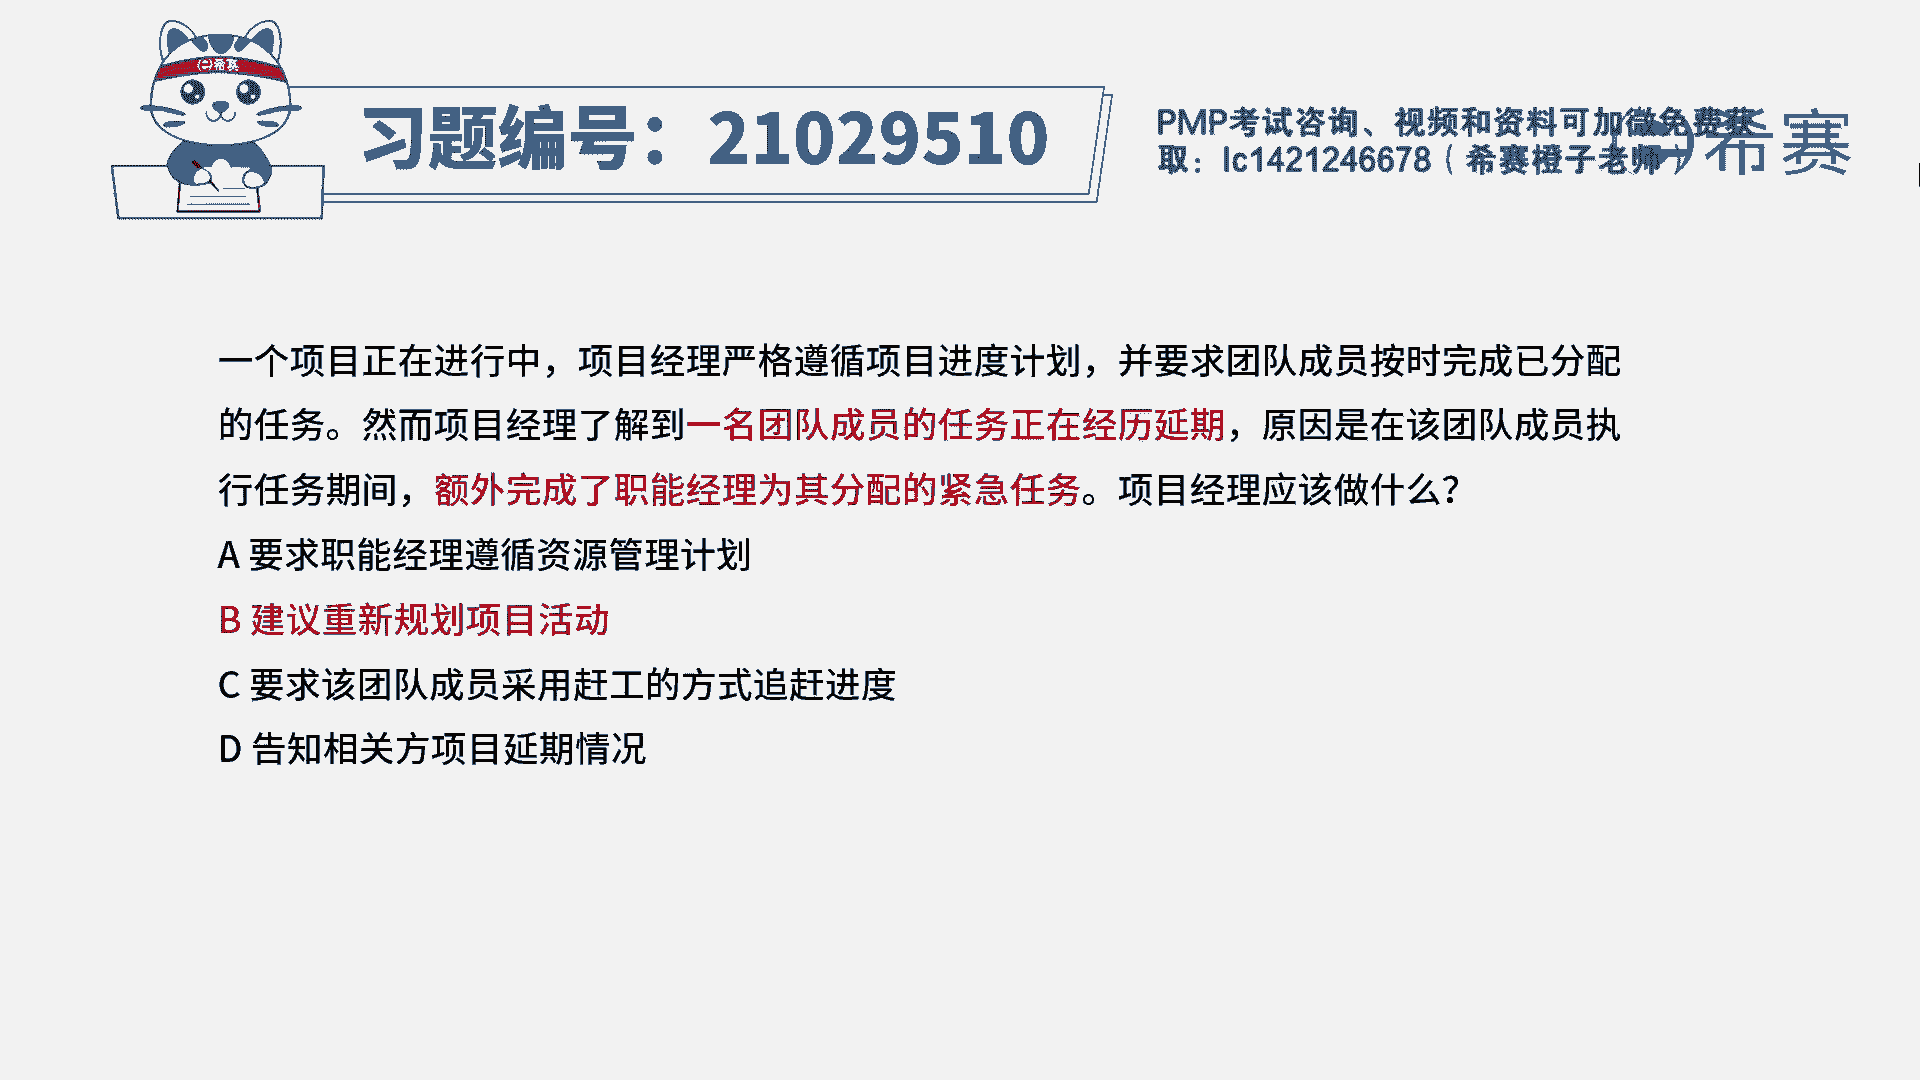 希赛
习题编号：21029510
PMP考试咨询、视频和资料可加微免费获
取：lc1421246678（希赛橙子老师）
希赛
一个项目正在进行中，项目经理严格遵循项目进度计划，并要求团队成员按时完成已分配
的任务。然而项目经理了解到一名团队成员的任务正在经历延期，原因是在该团队成员执
行任务期间，额外完成了职能经理为其分配的紧急任务。项目经理应该做什么？
A 要求职能经理遵循资源管理计划
B 建议重新规划项目活动
C 要求该团队成员采用赶工的方式追赶进度
D 告知相关方项目延期情况